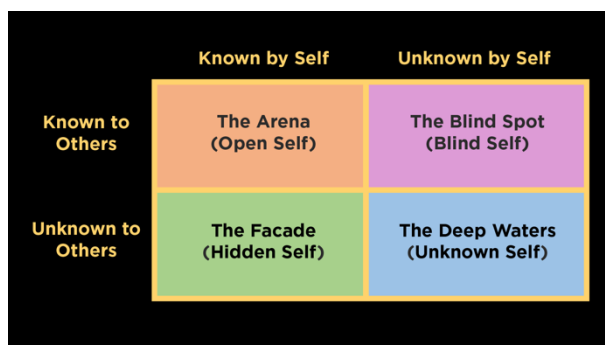 Known by Self
Unknown by Self
Known to
Others
The Arena
(Open Self)
The Blind Spot
(Blind Self)
Unknown to
Others
The Facade
(Hidden Self)
The Deep Waters
(Unknown Self)